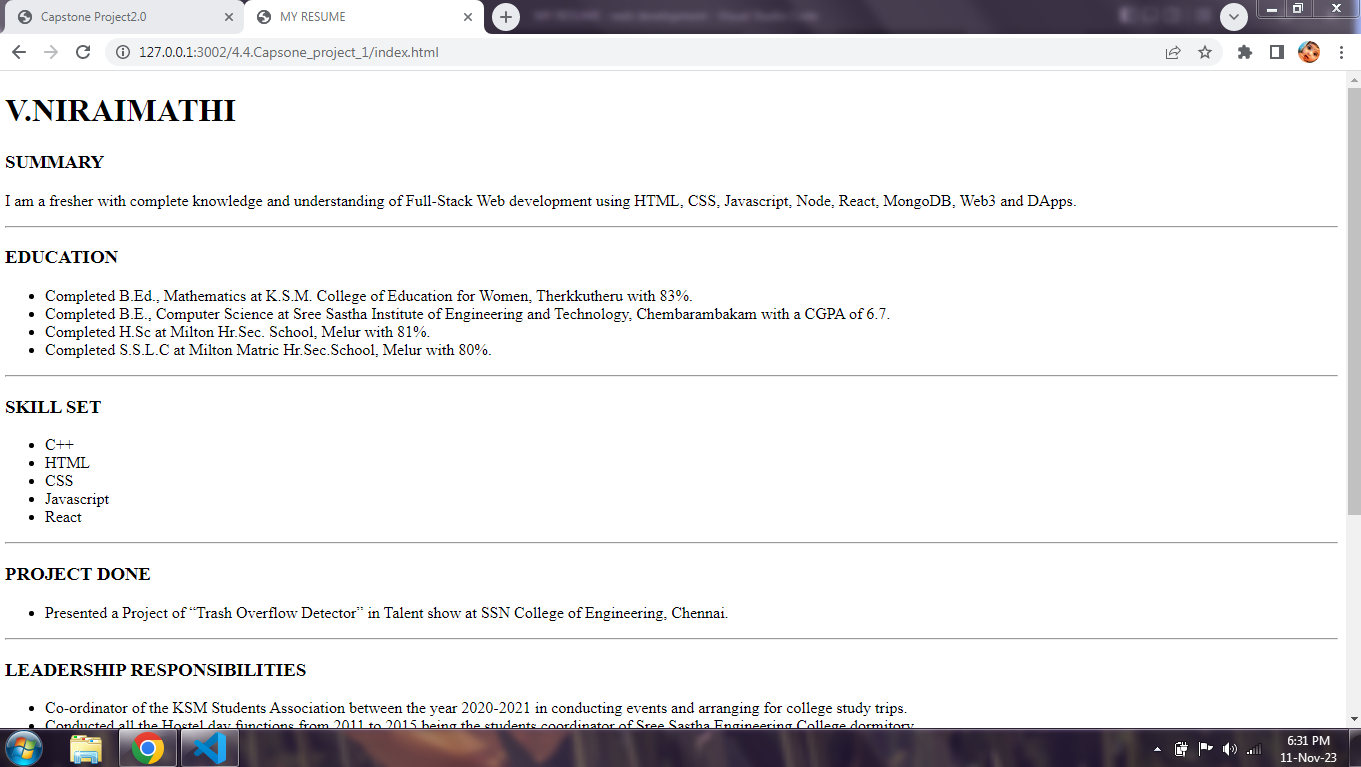 Capstone Project2.0
MY RESUME
127.0.0.1:3002/4.4.Capsone_project_1/index.html
V.NIRAIMATHI
SUMMARY
I am a fresher with complete knowledge and understanding of Full-Stack Web development using HTML, CSS, Javascript, Node, React, MongoDB, Web3 and DApps.
EDUCATION
Completed B.Ed., Mathematics at K.S.M. College of Education for Women, Therkkutheru with 83%.
Completed B.E., Computer Science at Sree Sastha Institute of Engineering and Technology, Chembarambakam with a CGPA of 6.7.
Completed H.Sc at Milton Hr.Sec. School, Melur with 81%.
Completed S.S.L.C at Milton Matric Hr.Sec.School, Melur with 80%.
SKILL SET
C++
HTML
CSS
Javascript
React
PROJECT DONE
Presented a Project of “Trash Overflow Detector” in Talent show at SSN College of Engineering, Chennai.
LEADERSHIP RESPONSIBILITIES
Co-ordinator of the KSM Students Association between the year 2020-2021 in conducting events and arranging for college study trips.
Conducted all the Hostel day functions from 2011 to 2015 being the students coordinator of Sree Sastha Engineering College dormitory.
6:31 PM
11-Nov-23